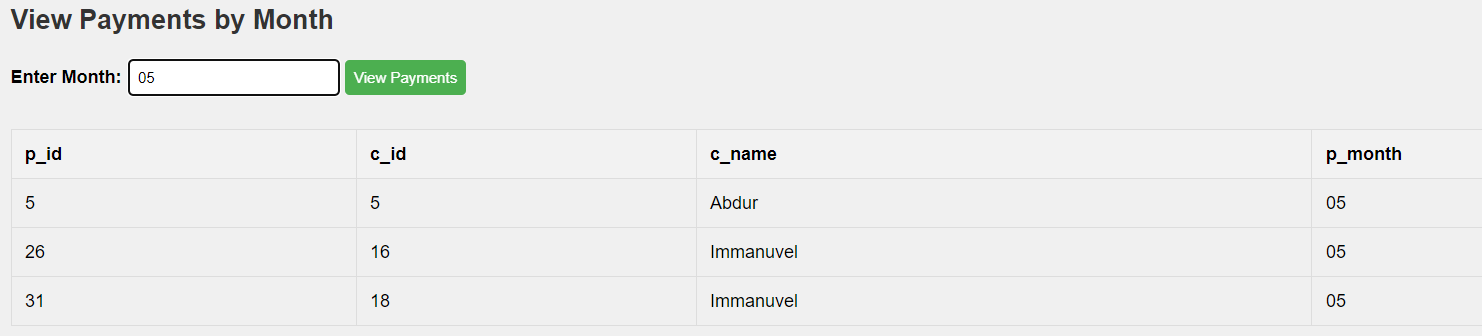 View Payments by Month
Enter Month: 05 View Payments
p_id c_id c_name p_month
5 5 Abdur 05
26 16 Immanuvel 05
31 18 Immanuvel 05